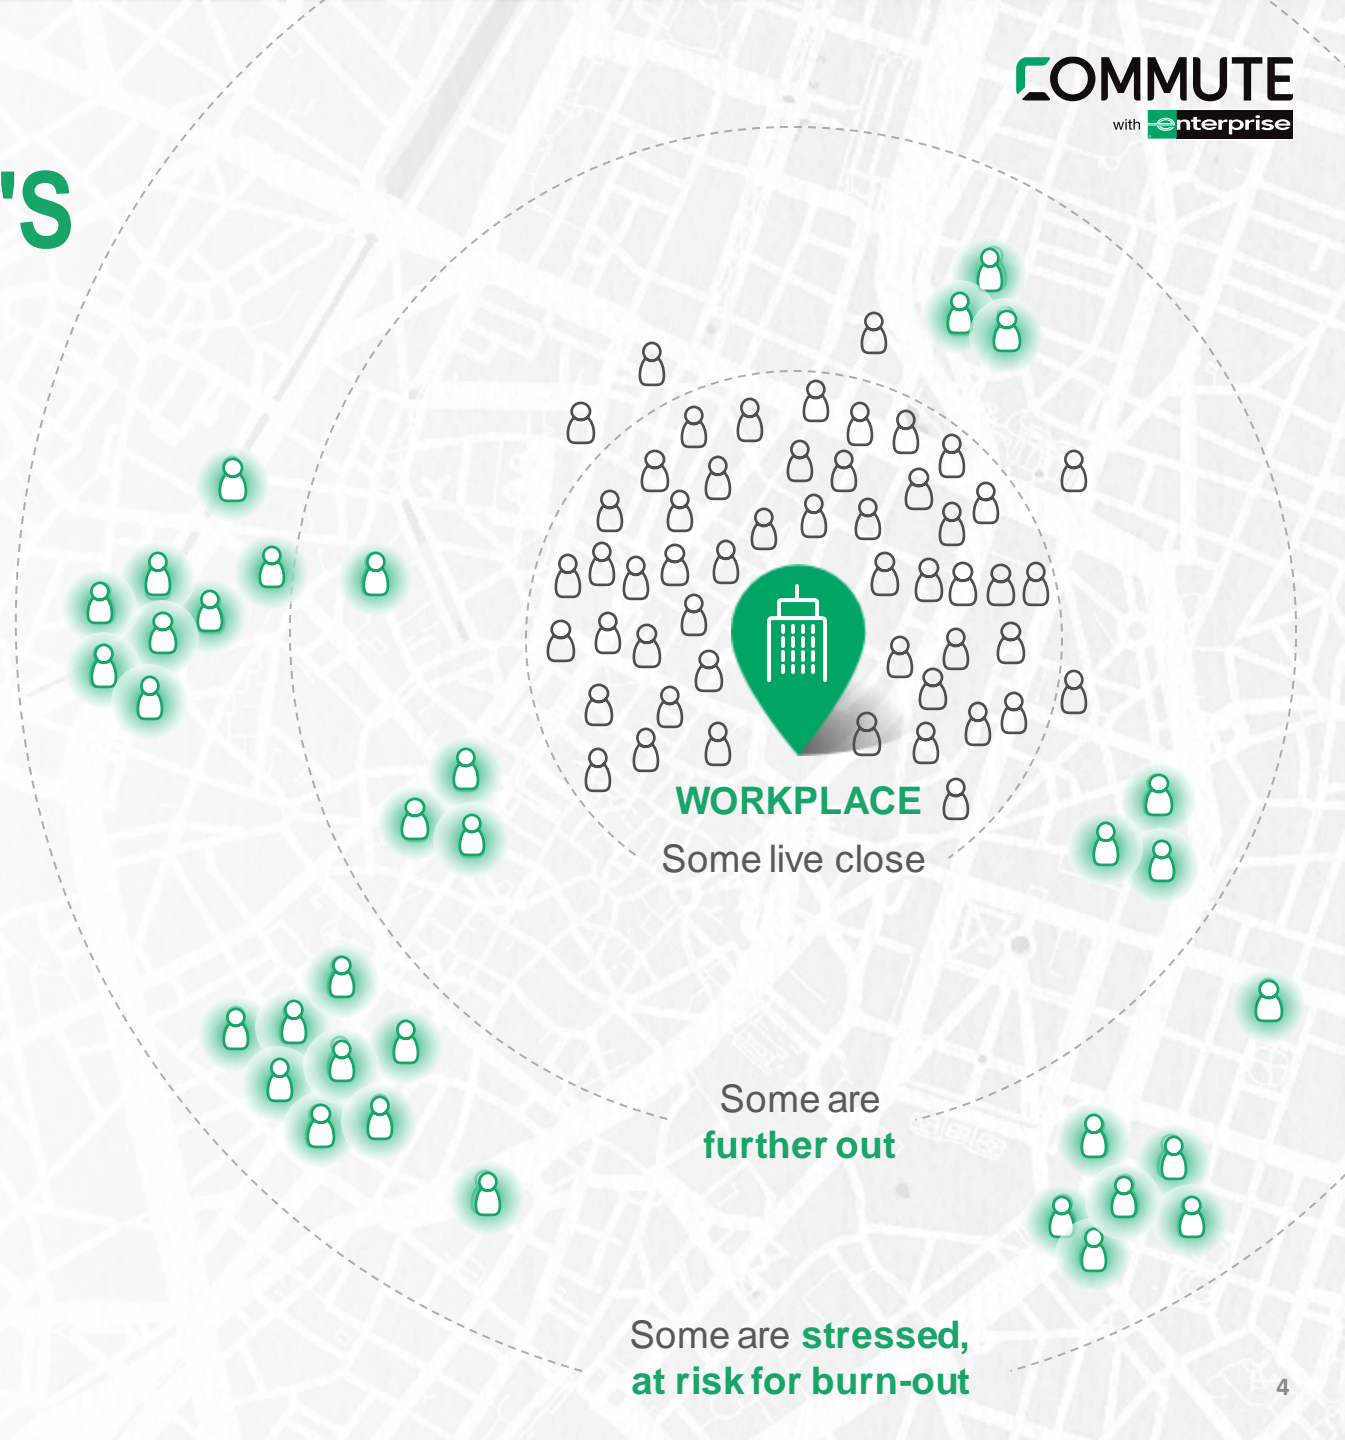 COMMUTE
with enterprise
'S
WORKPLACE
Some live close
Some are
further out
Some are stressed,
at risk for burn-out
4